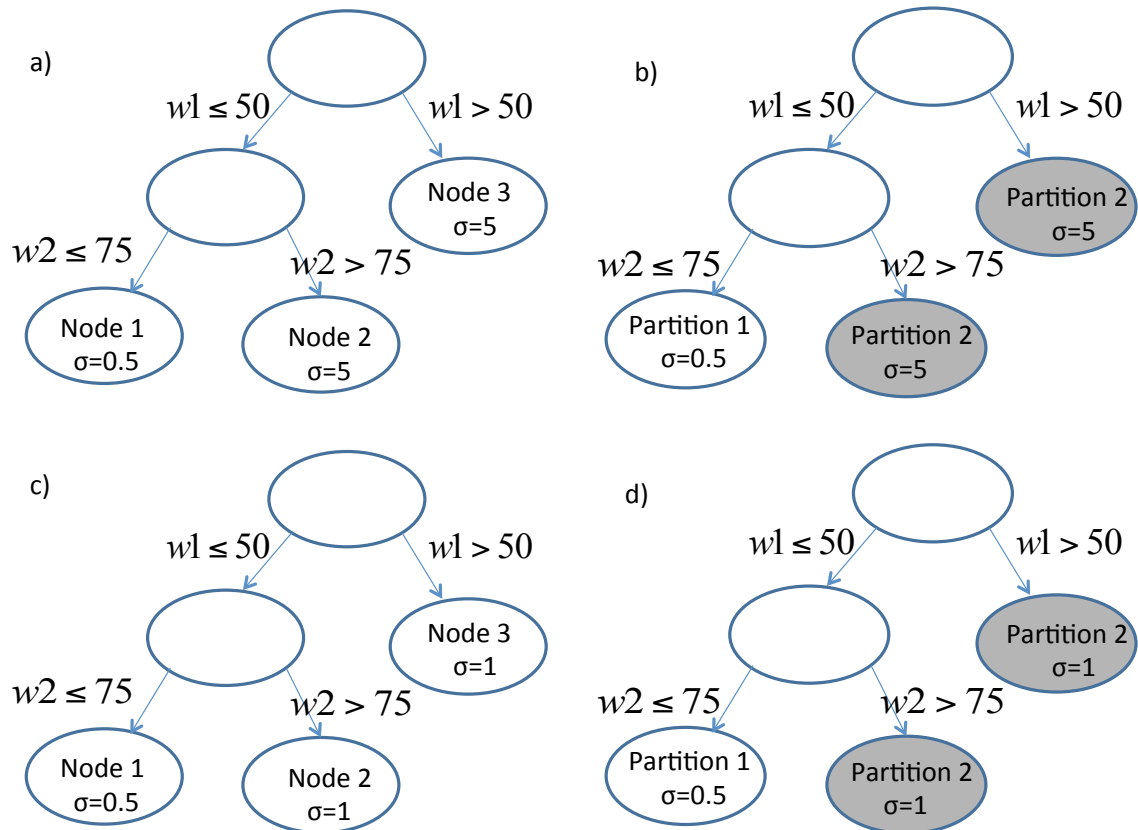 a)
w1 ≤ 50
w1 > 50
Node 3
σ=5
w2 ≤ 75
w2 > 75
Node 1
σ=0.5
Node 2
σ=5
b)
w1 ≤ 50
w1 > 50
Partition 2
σ=5
w2 ≤ 75
w2 > 75
Partition 1
σ=0.5
Partition 2
σ=5
c)
w1 ≤ 50
w1 > 50
Node 3
σ=1
w2 ≤ 75
w2 > 75
Node 1
σ=0.5
Node 2
σ=1
d)
w1 ≤ 50
w1 > 50
Partition 2
σ=1
w2 ≤ 75
w2 > 75
Partition 1
σ=0.5
Partition 2
σ=1